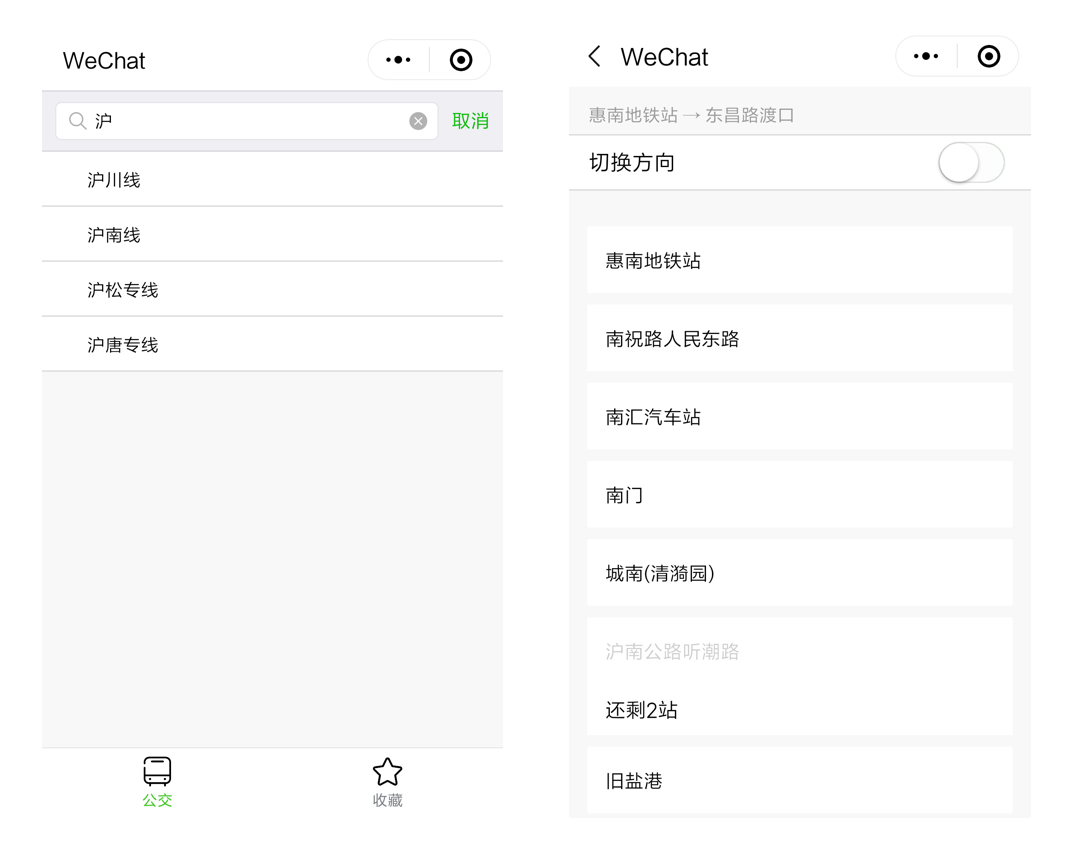 WeChat
沪
取消
沪川线
沪南线
沪松专线
沪唐专线
公交
收藏
WeChat
惠南地铁站 → 东昌路渡口
切换方向
惠南地铁站
南祝路人民东路
南汇汽车站
南门
城南(清漪园)
沪南公路听潮路
还剩2站
旧盐港